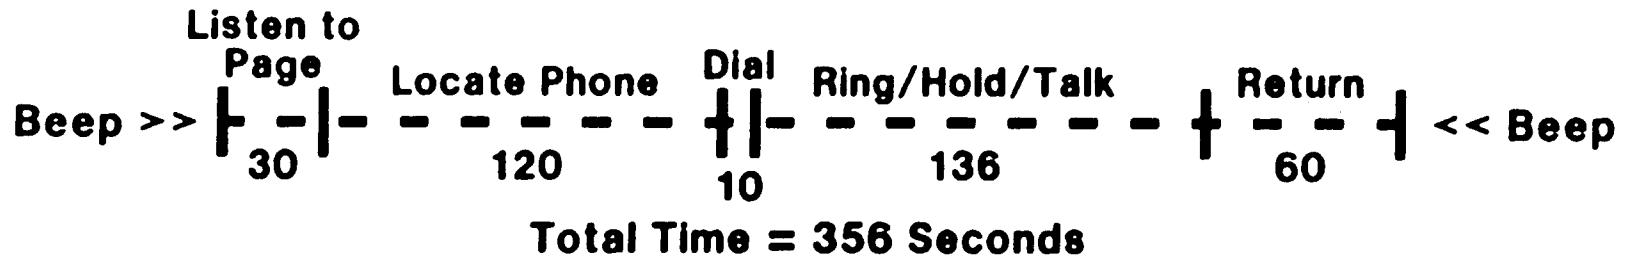 Listen to
Page
Locate Phone
Dial
Ring/Hold/Talk
Return
Beep >>
<< Beep
30
120
10
136
60
Total Time = 356 Seconds